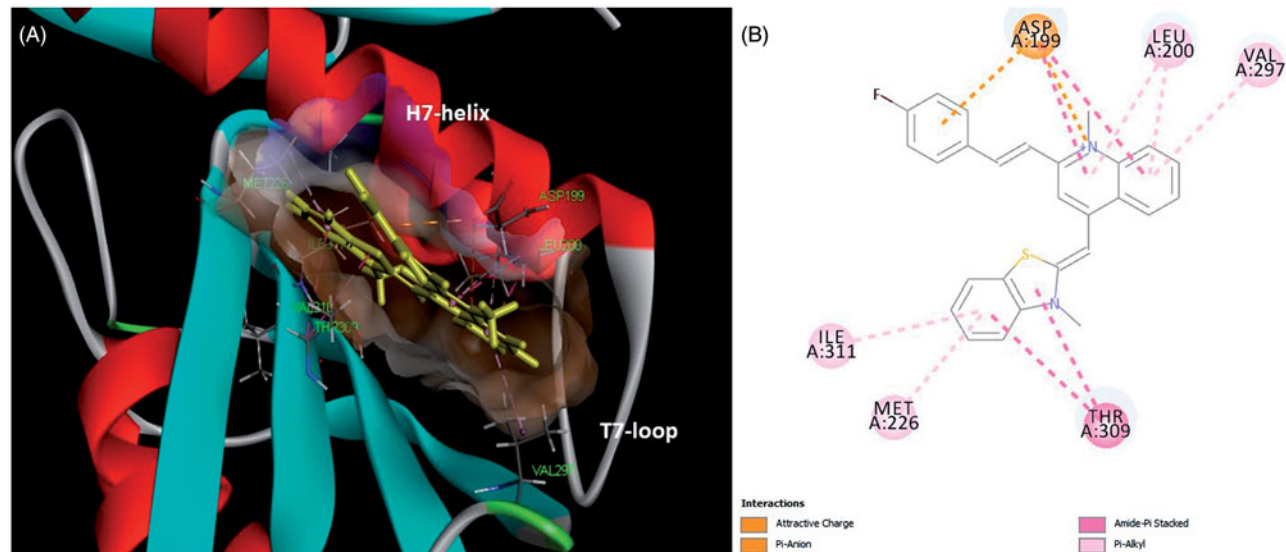 (A)
H7-helix
MET226
ASP199
LEU200
T7-loop
(B)
ASP
A:199
LEU
A:200
VAL
A:297
F
N
+
S
N
ILE
A:311
MET
A:226
THR
A:309
Interactions
Attractive Charge
Pi-Anion
Amide-Pi Stacked
Pi-Alkyl